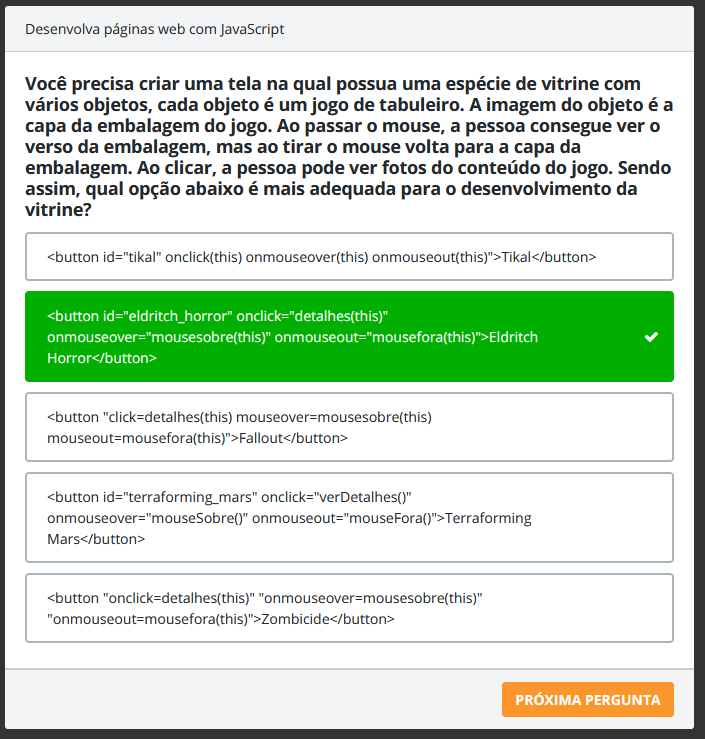 Desenvolva páginas web com JavaScript
Você precisa criar uma tela na qual possua uma espécie de vitrine com
vários objetos, cada objeto é um jogo de tabuleiro. A imagem do objeto é a
capa da embalagem do jogo. Ao passar o mouse, a pessoa consegue ver o
verso da embalagem, mas ao tirar o mouse volta para a capa da
embalagem. Ao clicar, a pessoa pode ver fotos do conteúdo do jogo. Sendo
assim, qual opção abaixo é mais adequada para o desenvolvimento da
vitrine?
<button id="tikal" onclick(this) onmouseover(this) onmouseout(this)">Tikal</button>
<button id="eldritch_horror" onclick="detalhes(this)"
onmouseover="mousesobre(this)" onmouseout="mousefora(this)">Eldritch
Horror</button>
<button "click=detalhes(this) mouseover=mousesobre(this)
mouseout=mousefora(this)">Fallout</button>
<button id="terraforming_mars" onclick="verDetalhes()"
onmouseover="mouseSobre()" onmouseout="mouseFora()">Terraforming
Mars</button>
<button "onclick=detalhes(this)" "onmouseover=mousesobre(this)"
"onmouseout=mousefora(this)">Zombicide</button>
PRÓXIMA PERGUNTA